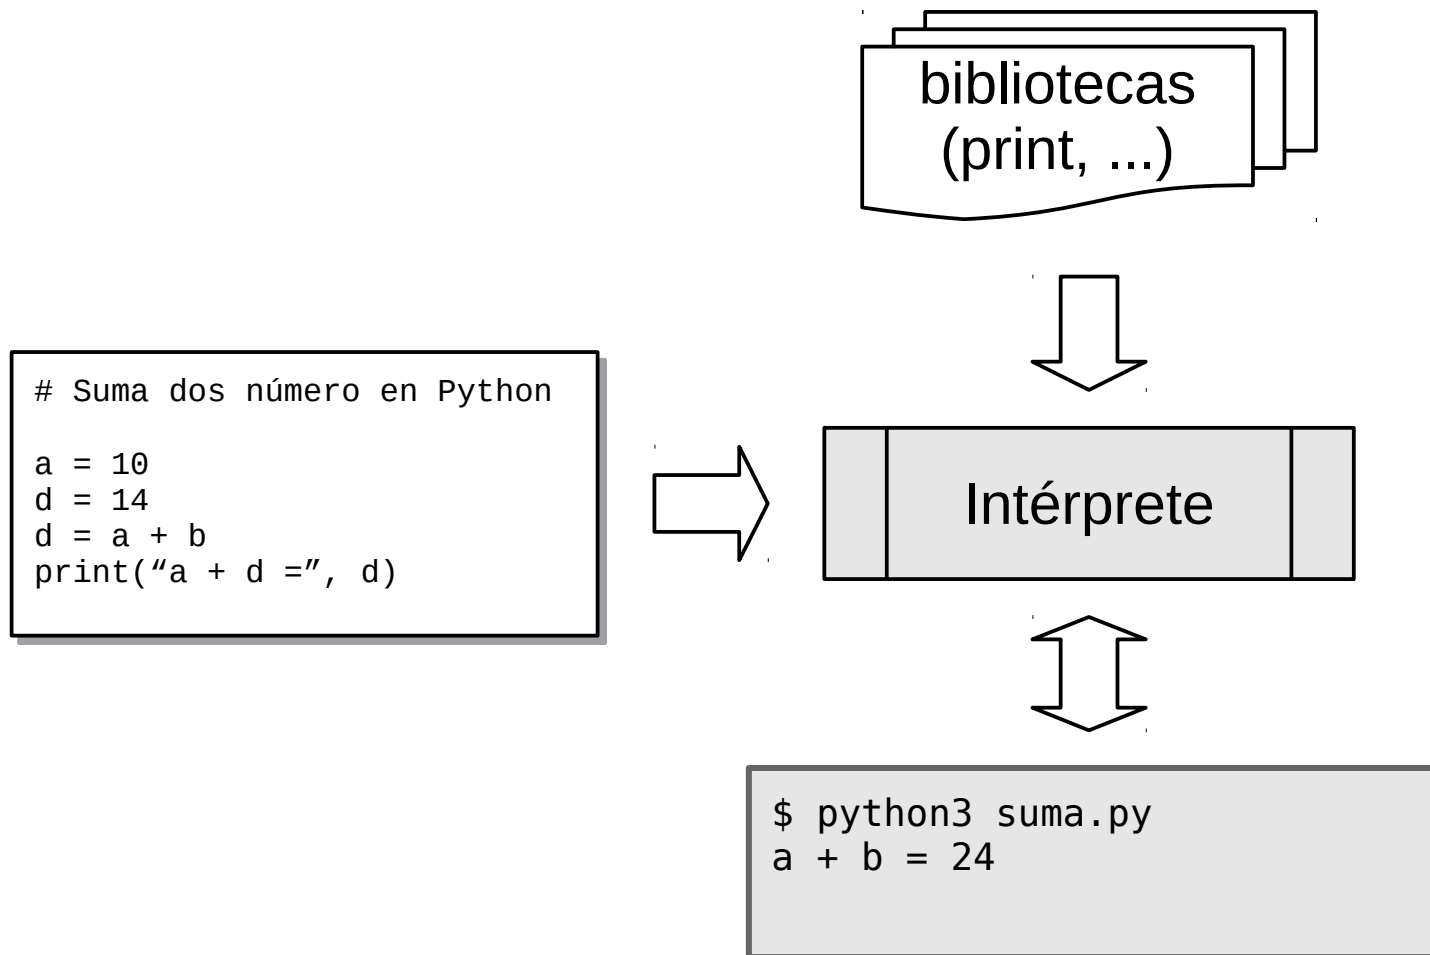 bibliotecas
(print, ...)
# Suma dos número en Python
a = 10
d = 14
d = a + b
print(“a + d =”, d)
Intérprete
$ python3 suma.py
a + b = 24